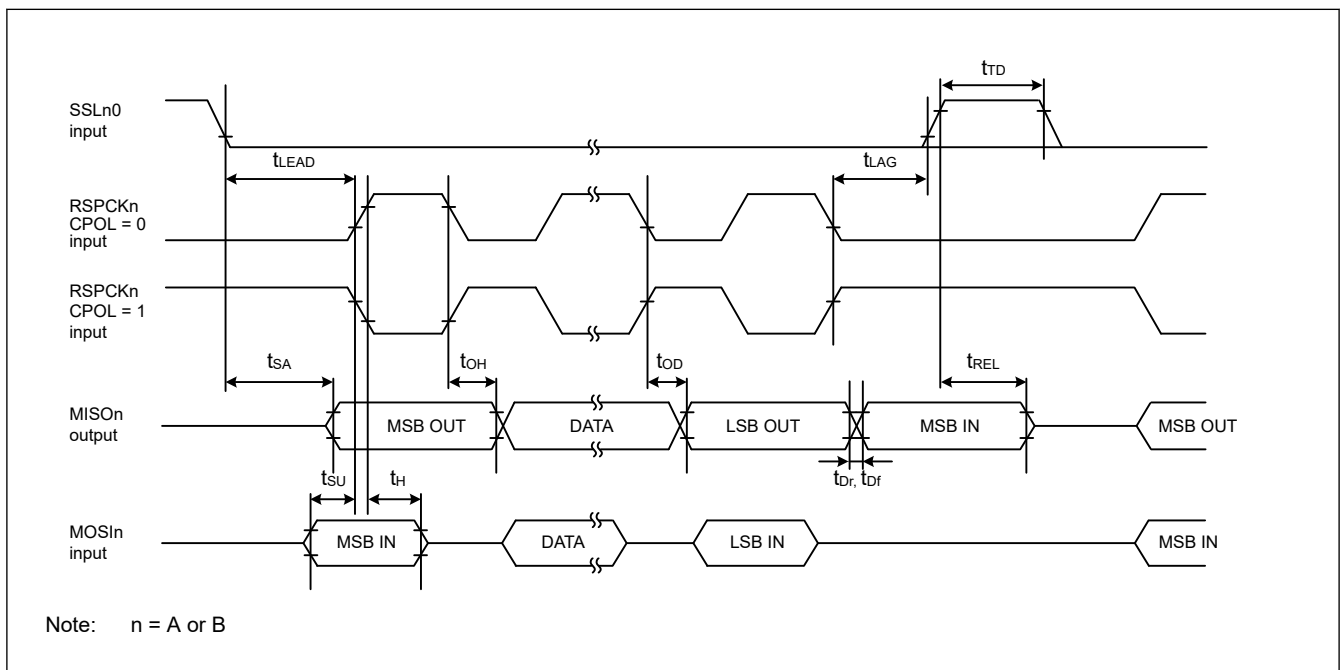 tTD
SSLn0
input
tLEAD
tLAG
RSPCKn
CPOL = 0
input
RSPCKn
CPOL = 1
input
tSA
tOH
tOD
tREL
MISOn
output
MSB OUT
DATA
LSB OUT
MSB IN
MSB OUT
tSU
tH
tDr, tDf
MOSIn
input
MSB IN
DATA
LSB IN
MSB IN
Note: n = A or B